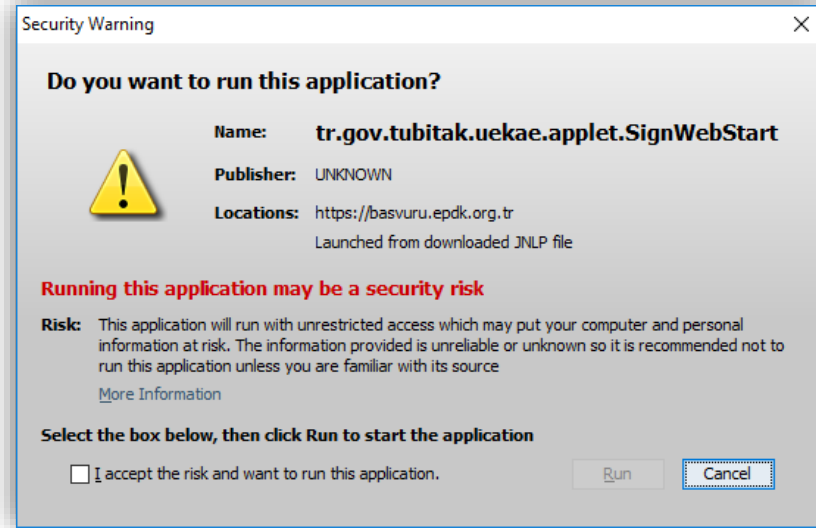 Security Warning
Do you want to run this application?
Name: tr.gov.tubitak.uekae.applet.SignWebStart
Publisher: UNKNOWN
Locations: https://basvuru.epdk.org.tr
Launched from downloaded JNLP file
Running this application may be a security risk
Risk: This application will run with unrestricted access which may put your computer and personal
information at risk. The information provided is unreliable or unknown so it is recommended not to
run this application unless you are familiar with its source
More Information
Select the box below, then click Run to start the application
I accept the risk and want to run this application. Run Cancel